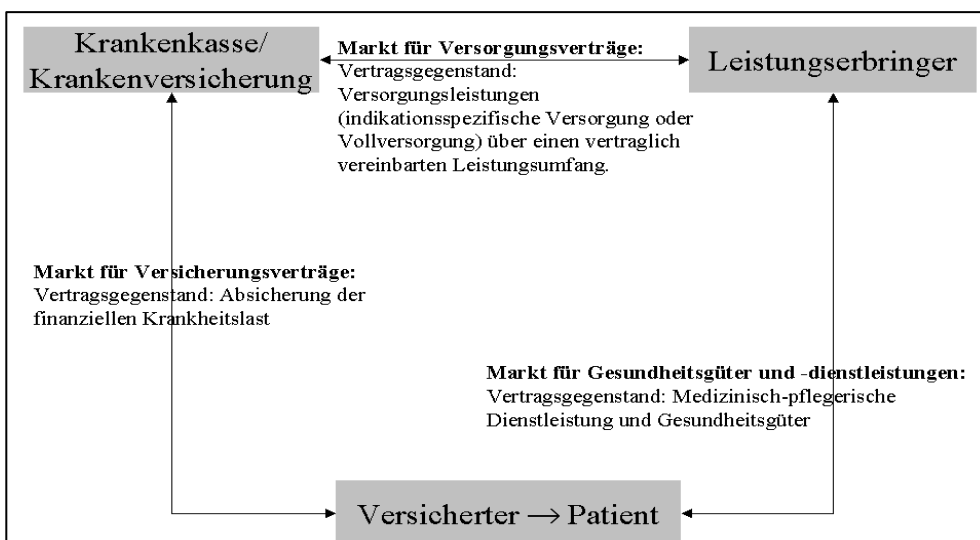 Krankenkasse/
Krankenversicherung
Markt für Versorgungsverträge:
Vertragsgegenstand:
Versorgungsleistungen
(indikationsspezifische Versorgung oder
Vollversorgung) über einen vertraglich
vereinbarten Leistungsumfang.
Leistungserbringer
Markt für Versicherungsverträge:
Vertragsgegenstand: Absicherung der
finanziellen Krankheitslast
Markt für Gesundheitsgüter und -dienstleistungen:
Vertragsgegenstand: Medizinisch-pflegerische
Dienstleistung und Gesundheitsgüter
Versicherter → Patient